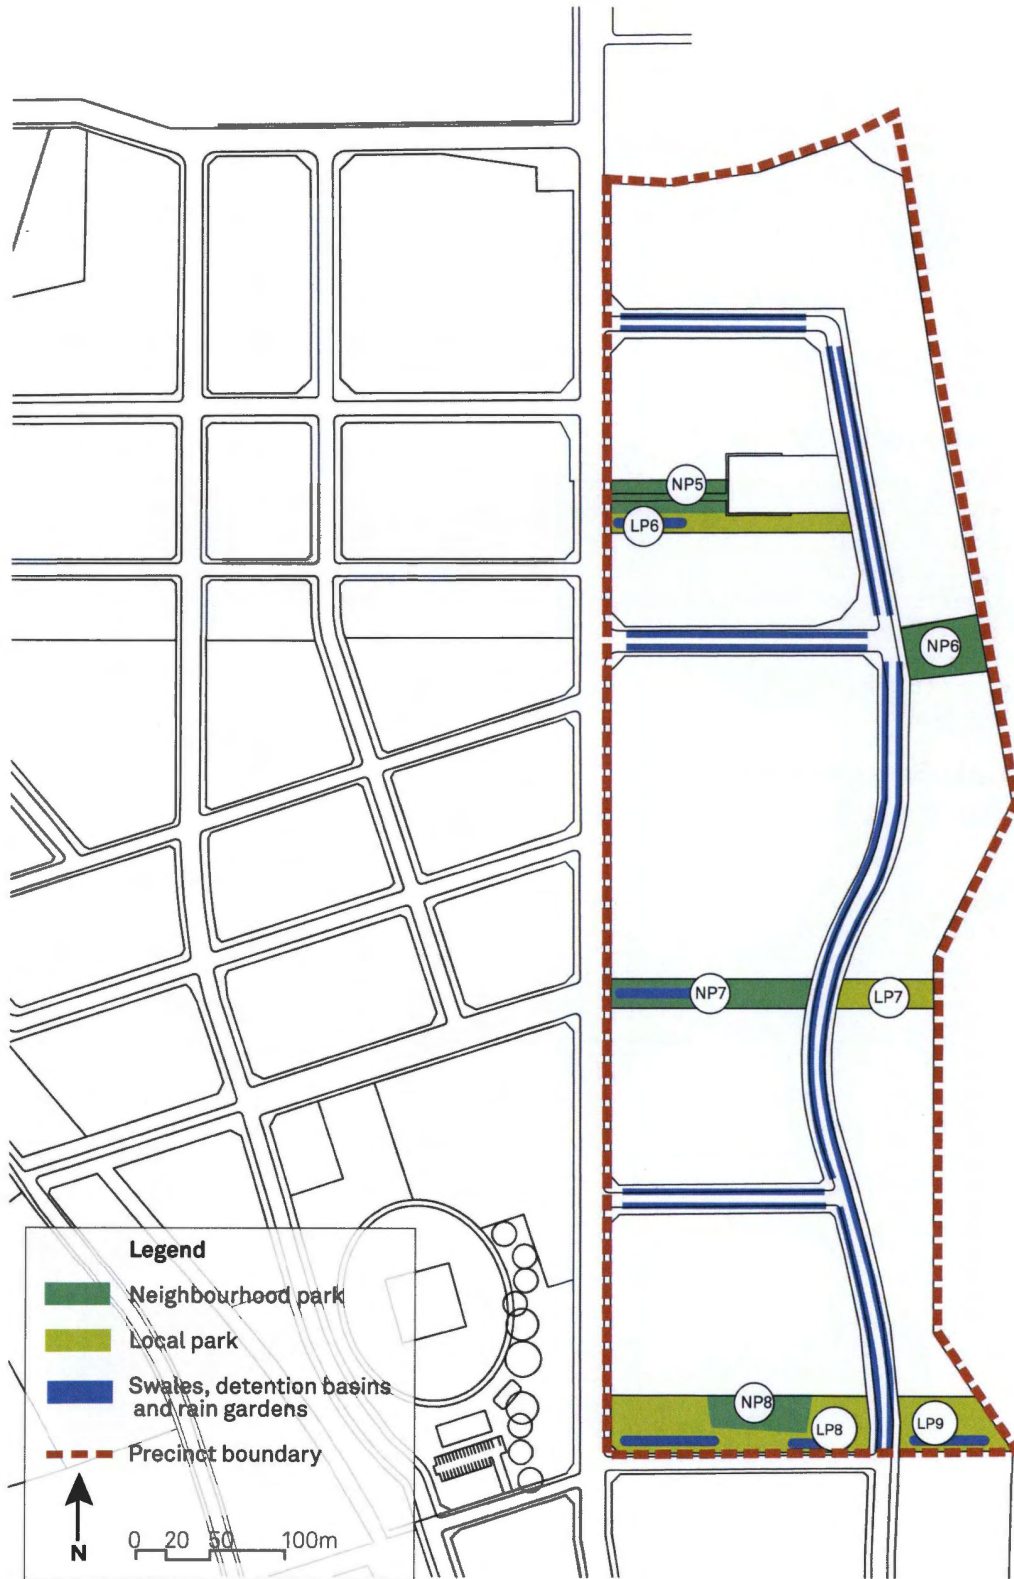 NP5
LP6
NP6
NP7
LP7
NP8
LP8
LP9
Legend
Neighbourhood park
Local park
Swales, detention basins
and rain gardens
Precinct boundary
N
0 20 50 100m